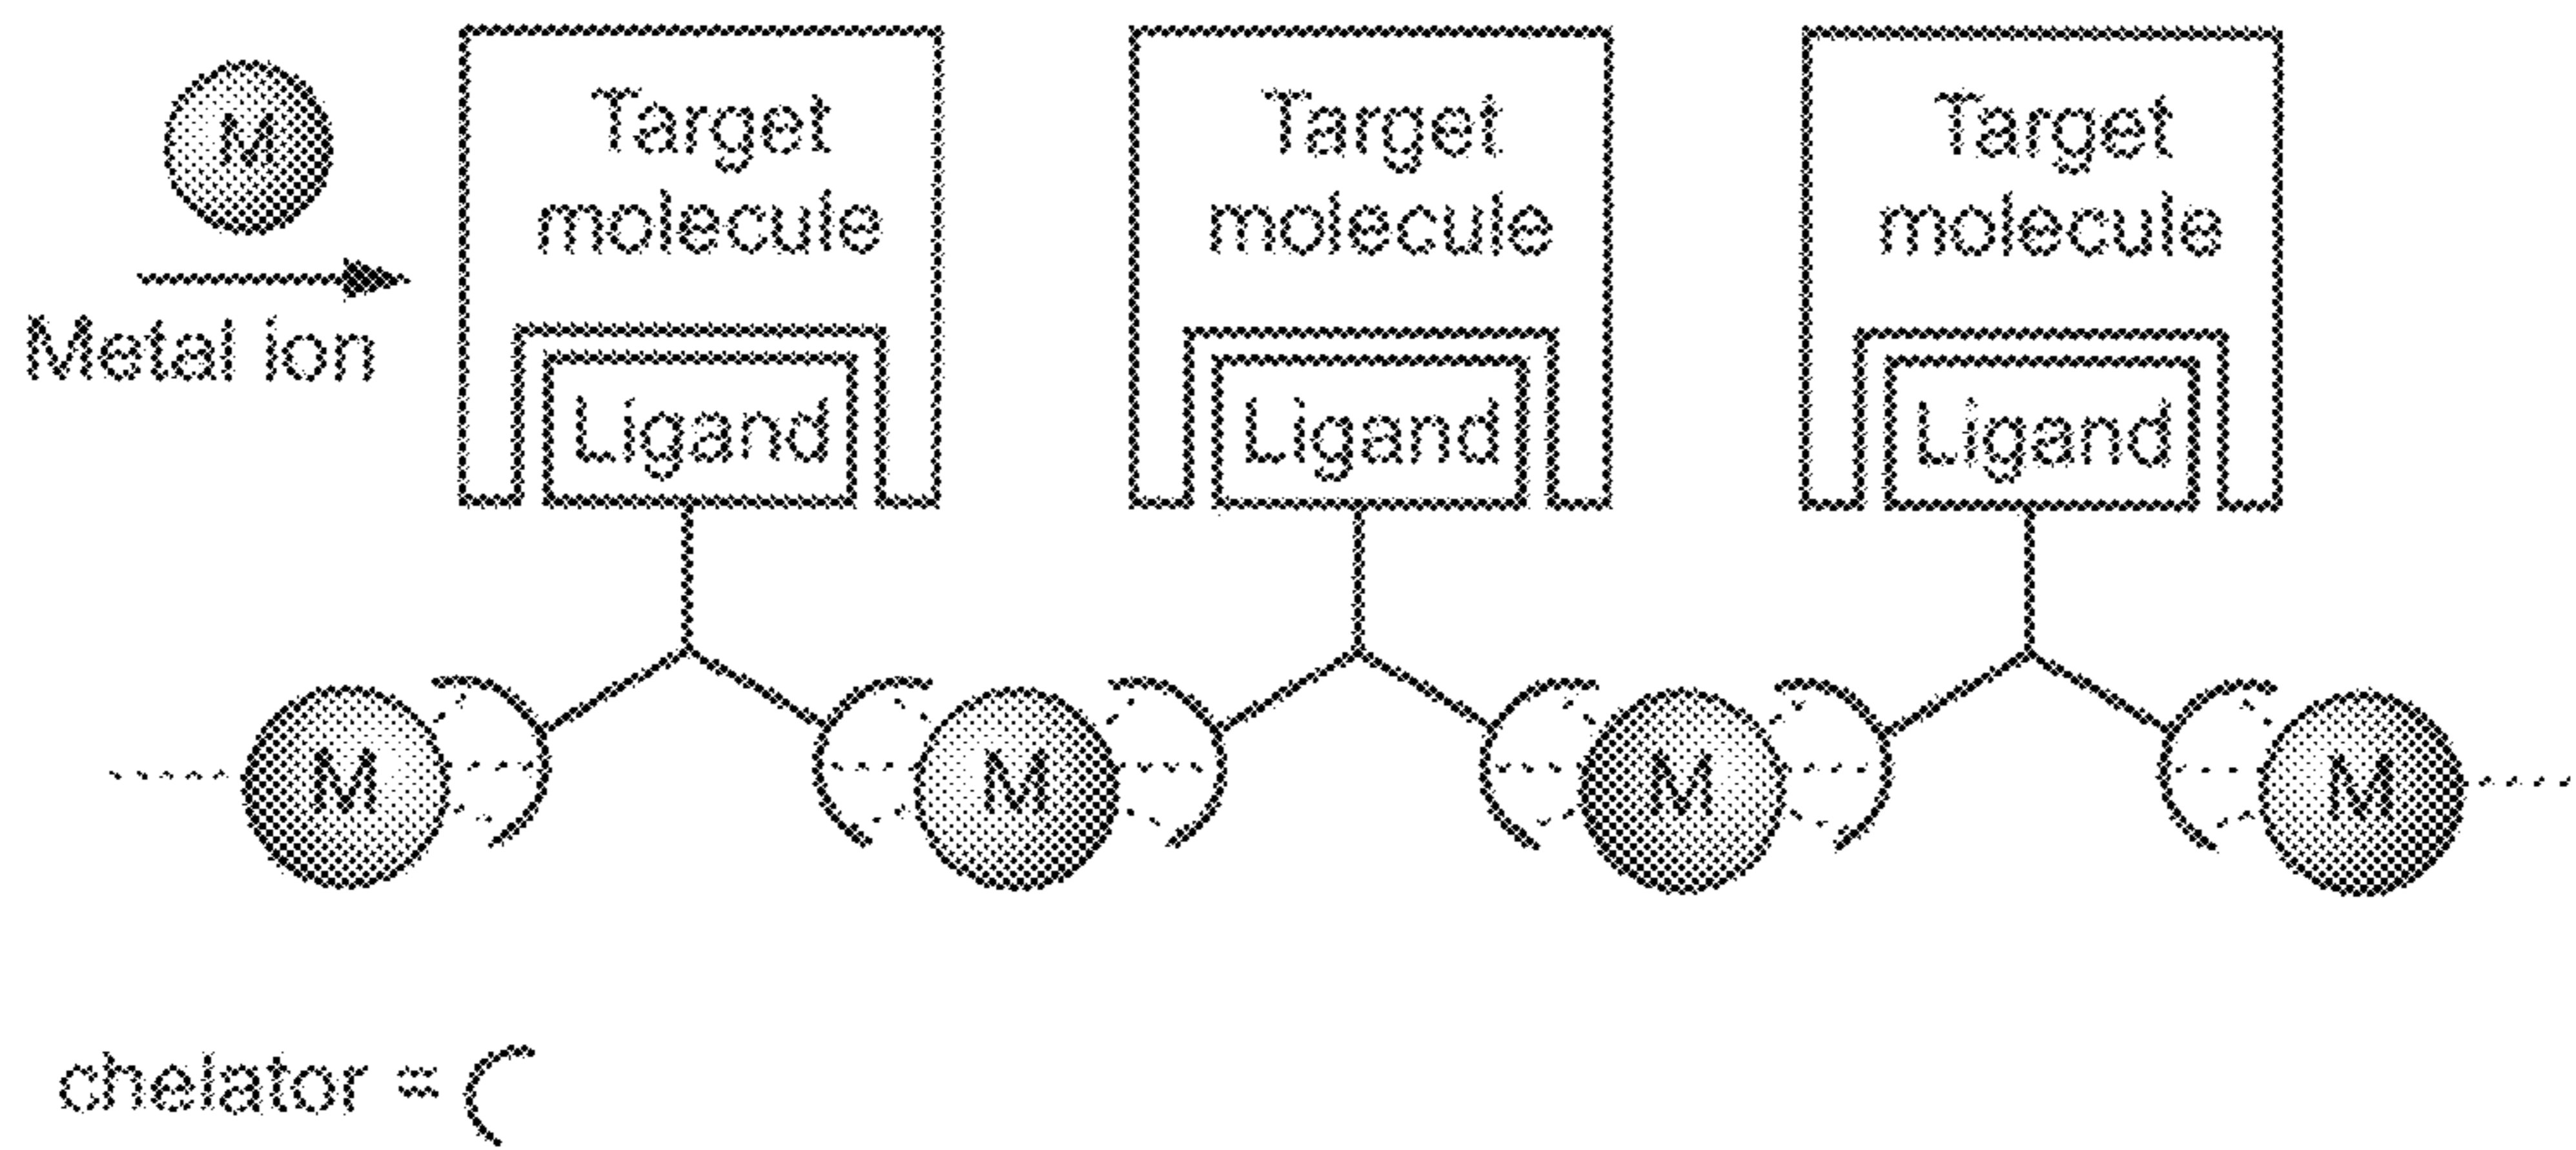 M
Metal ion
Target
molecule
Ligand
Target
molecule
Ligand
Target
molecule
Ligand
M
M
M
M
chelator =